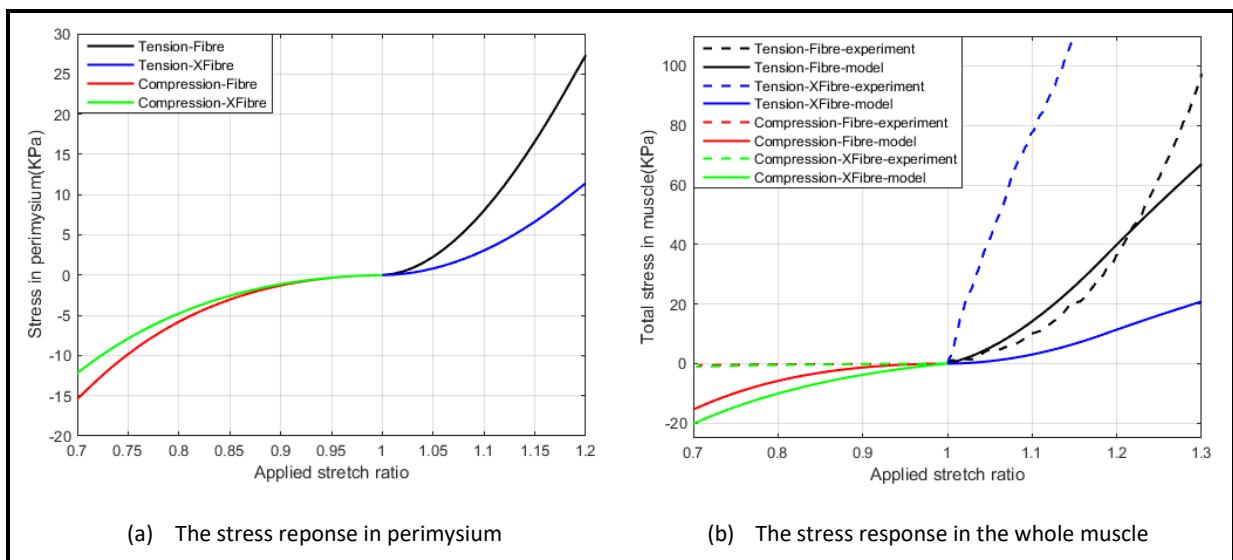 30
25
20
15
10
5
0
-5
-10
-15
-20
Stress in perimysium(KPa)
Tension-Fibre
Tension-XFibre
Compression-Fibre
Compression-XFibre
0.7 0.75 0.8 0.85 0.9 0.95 1 1.05 1.1 1.15 1.2
Applied stretch ratio
(a) The stress reponse in perimysium
100
80
60
40
20
0
-20
Total stress in muscle(KPa)
Tension-Fibre-experiment
Tension-Fibre-model
Tension-XFibre-experiment
Tension-XFibre-model
Compression-Fibre-experiment
Compression-Fibre-model
Compression-XFibre-experiment
Compression-XFibre-model
0.7 0.8 0.9 1 1.1 1.2 1.3
Applied stretch ratio
(b) The stress response in the whole muscle